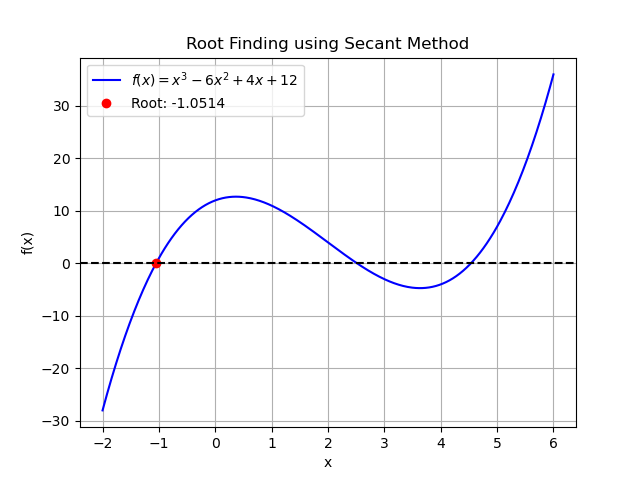 Root Finding using Secant Method
f(x) = x³ − 6x² + 4x + 12
Root: -1.0514
f(x)
30
20
10
0
−10
−20
−30
−2 −1 0 1 2 3 4 5 6
x